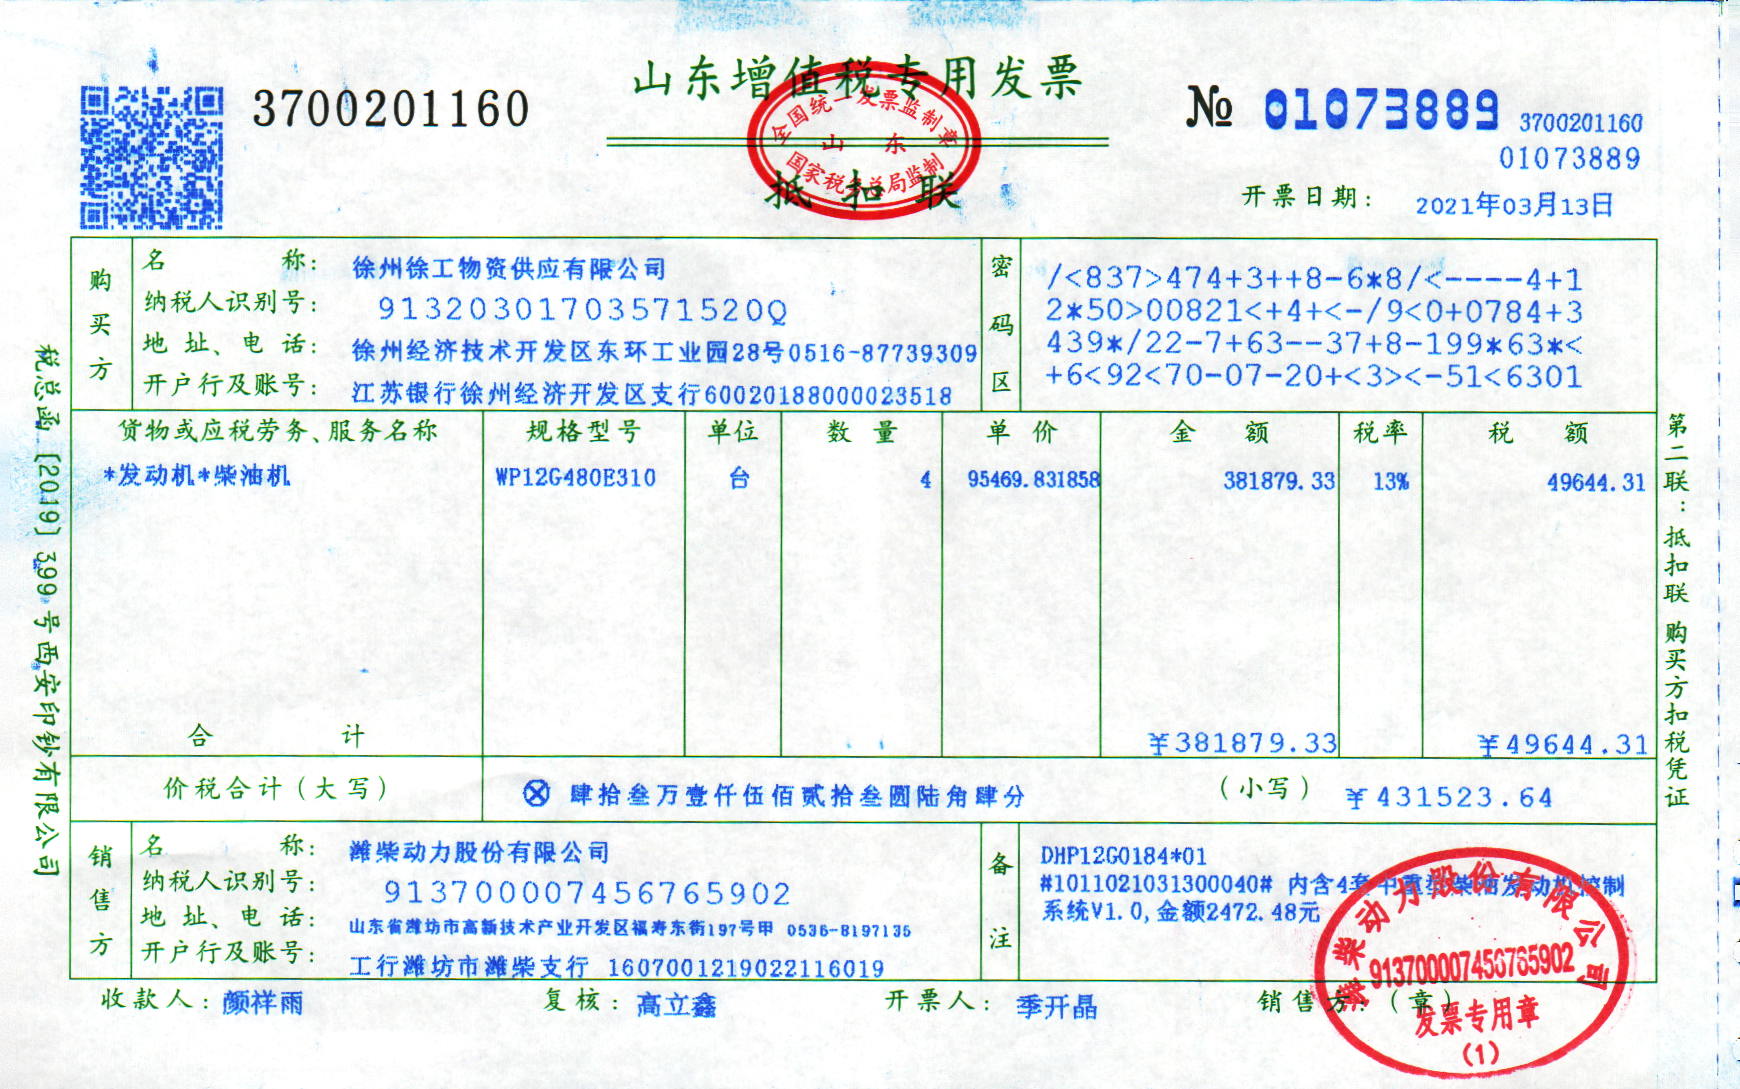 山东增值税专用发票
3700201160
№ 01073889
3700201160
01073889
全国统一发票监制章
山 东
国家税务总局监制
抵 扣 联
开票日期: 2021年03月13日
购买方
名 称: 徐州徐工物资供应有限公司
纳税人识别号: 91320301703571520Q
地 址、电 话: 徐州经济技术开发区东环工业园28号0516-87739309
开户行及账号: 江苏银行徐州经济开发区支行60020188000023518
密码区
/<837>474+3++8-6*8/<----4+1
2*50>00821<+4+<-/9<0+0784+3
439*/22-7+63--37+8-199*63*<
+6<92<70-07-20+<3><-51<6301
货物或应税劳务、服务名称 规格型号 单位 数 量 单 价 金 额 税率 税 额
*发动机*柴油机 WP12G480E310 台 4 95469.831858 381879.33 13% 49644.31
合 计 ¥381879.33 ¥49644.31
价税合计(大写) ⊗ 肆拾叁万壹仟伍佰贰拾叁圆陆角肆分 (小写) ¥431523.64
销售方
名 称: 潍柴动力股份有限公司
纳税人识别号: 913700007456765902
地 址、电 话: 山东省潍坊市高新技术产业开发区福寿东街197号甲 0536-8197135
开户行及账号: 工行潍坊市潍柴支行 1607001219022116019
备注
DHP12G0184*01
#1011021031300040# 内含4套中重型柴油发动机控制
系统V1.0,金额2472.48元
收款人: 颜祥雨 复核: 高立鑫 开票人: 季开晶 销售方:(章)
潍柴动力股份有限公司
913700007456765902
发票专用章
(1)
税总函[2019]399号西安印钞有限公司
第二联:抵扣联 购买方扣税凭证